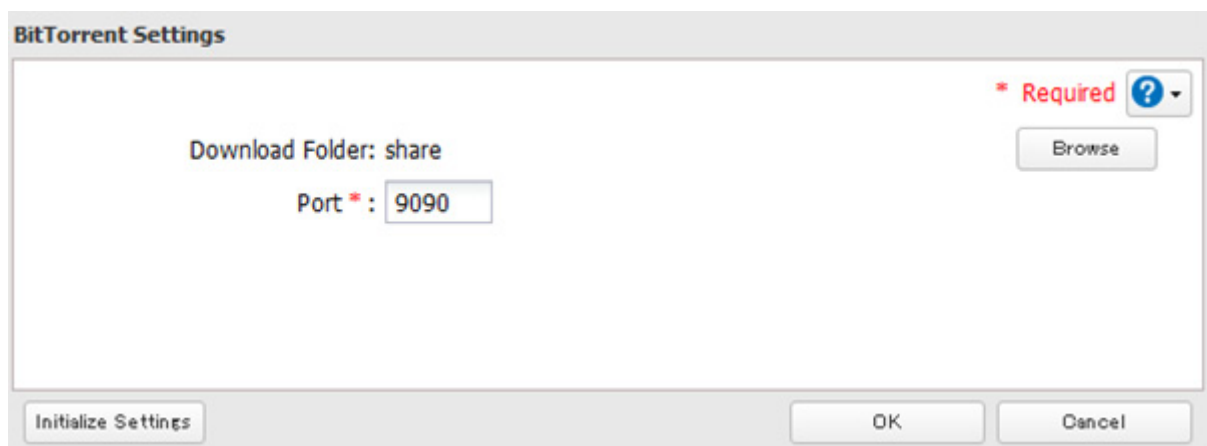 BitTorrent Settings
* Required ?
Download Folder: share
Browse
Port * : 9090
Initialize Settings
OK
Cancel